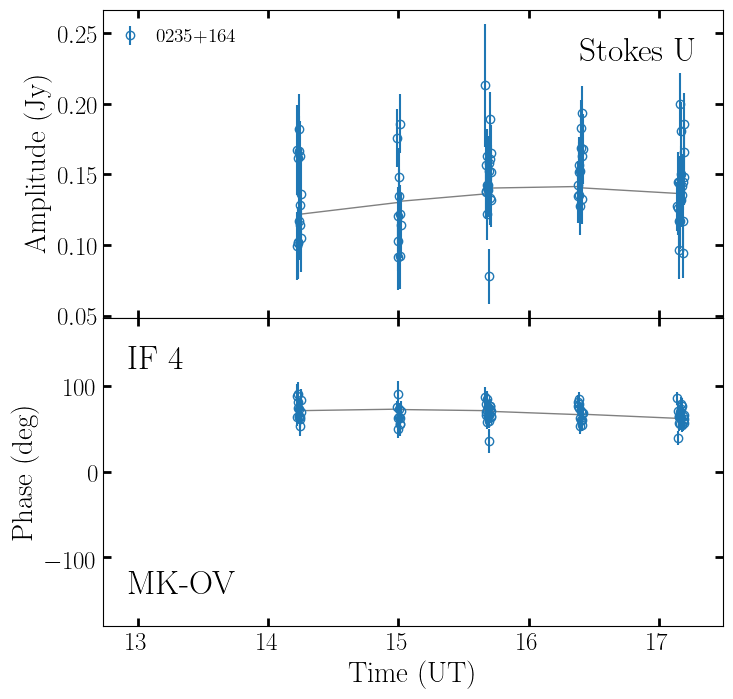 0235+164
Stokes U
0.25
0.20
0.15
0.10
0.05
Amplitude (Jy)
IF 4
100
0
−100
Phase (deg)
MK-OV
13 14 15 16 17
Time (UT)